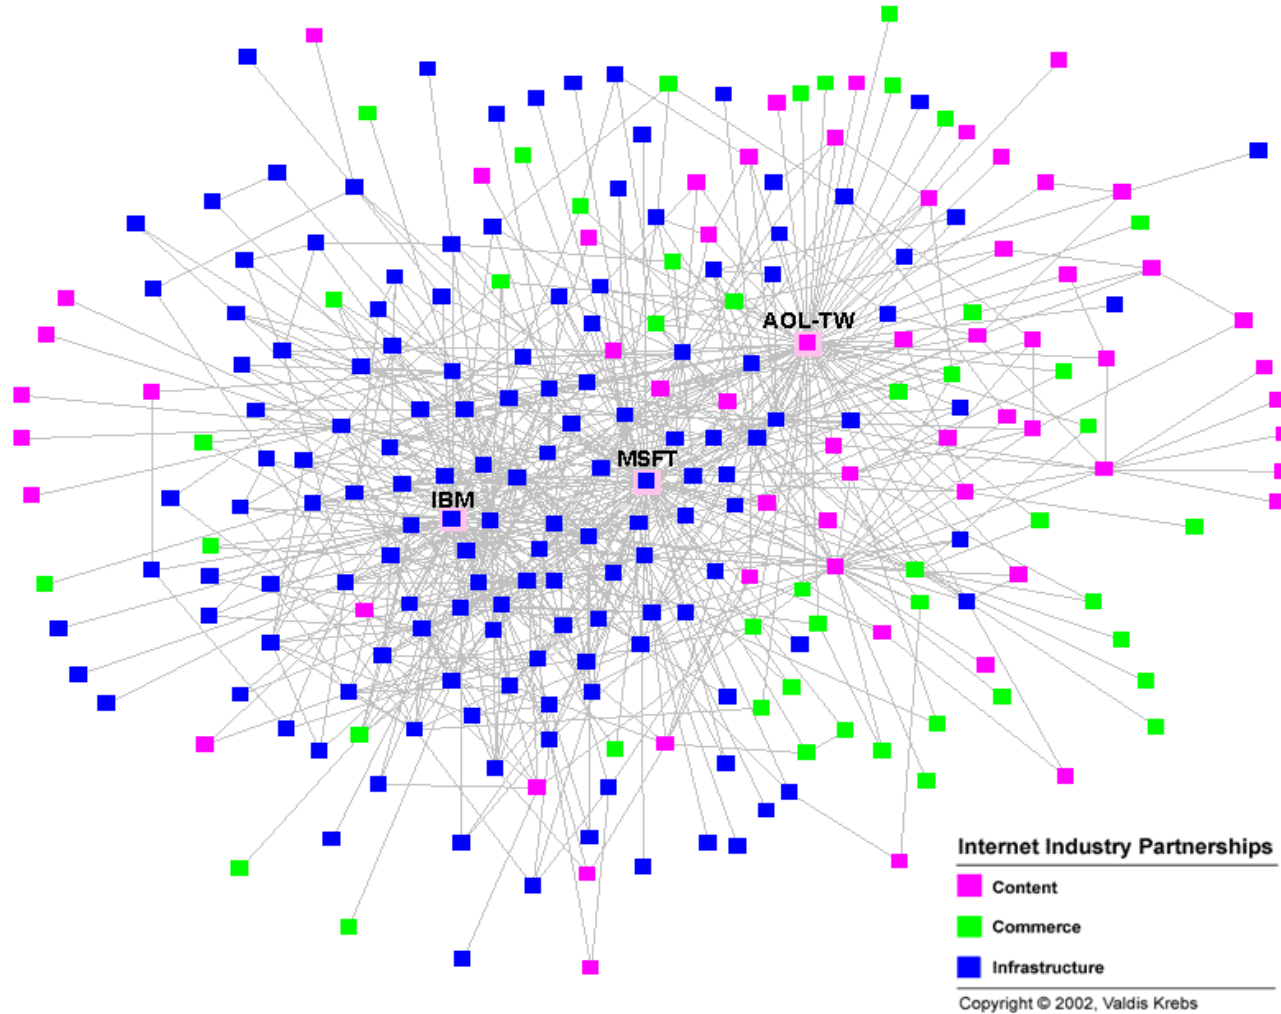 AOL-TW
MSFT
IBM
Internet Industry Partnerships
Content
Commerce
Infrastructure
Copyright © 2002, Valdis Krebs